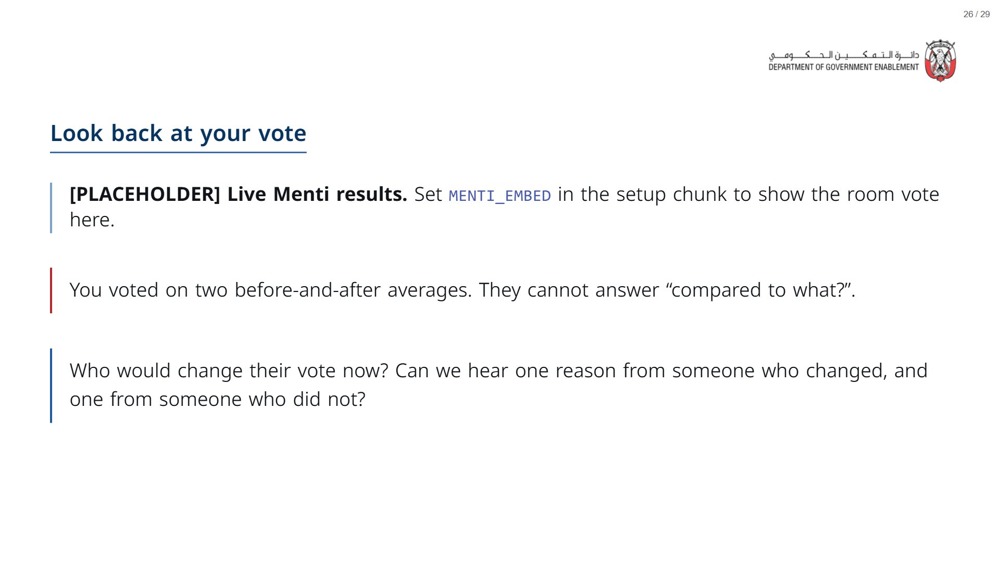 26 / 29
دائرة التمكين الحكومي
DEPARTMENT OF GOVERNMENT ENABLEMENT
Look back at your vote
[PLACEHOLDER] Live Menti results. Set MENTI_EMBED in the setup chunk to show the room vote
here.
You voted on two before-and-after averages. They cannot answer “compared to what?”.
Who would change their vote now? Can we hear one reason from someone who changed, and
one from someone who did not?